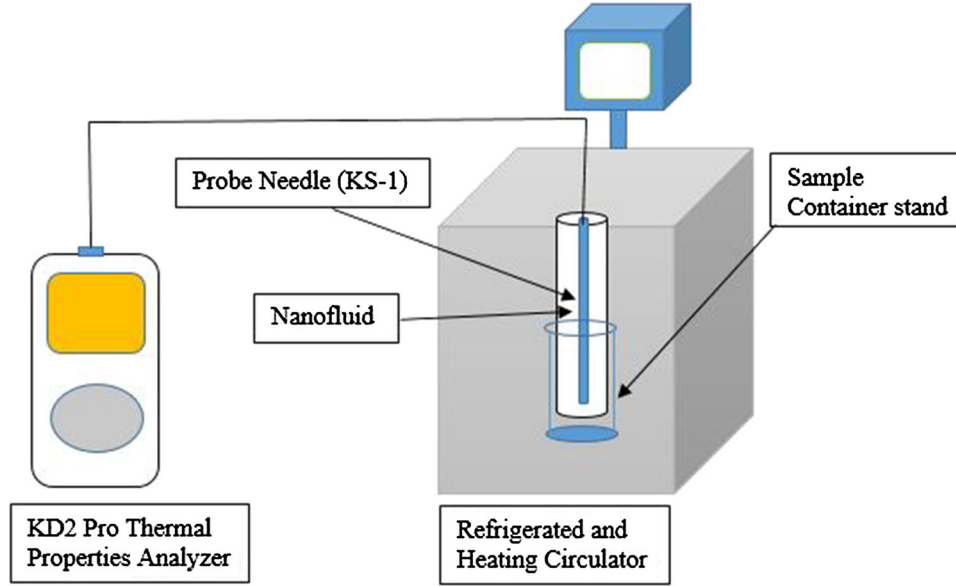 Probe Needle (KS-1)
Sample
Container stand
Nanofluid
KD2 Pro Thermal
Properties Analyzer
Refrigerated and
Heating Circulator